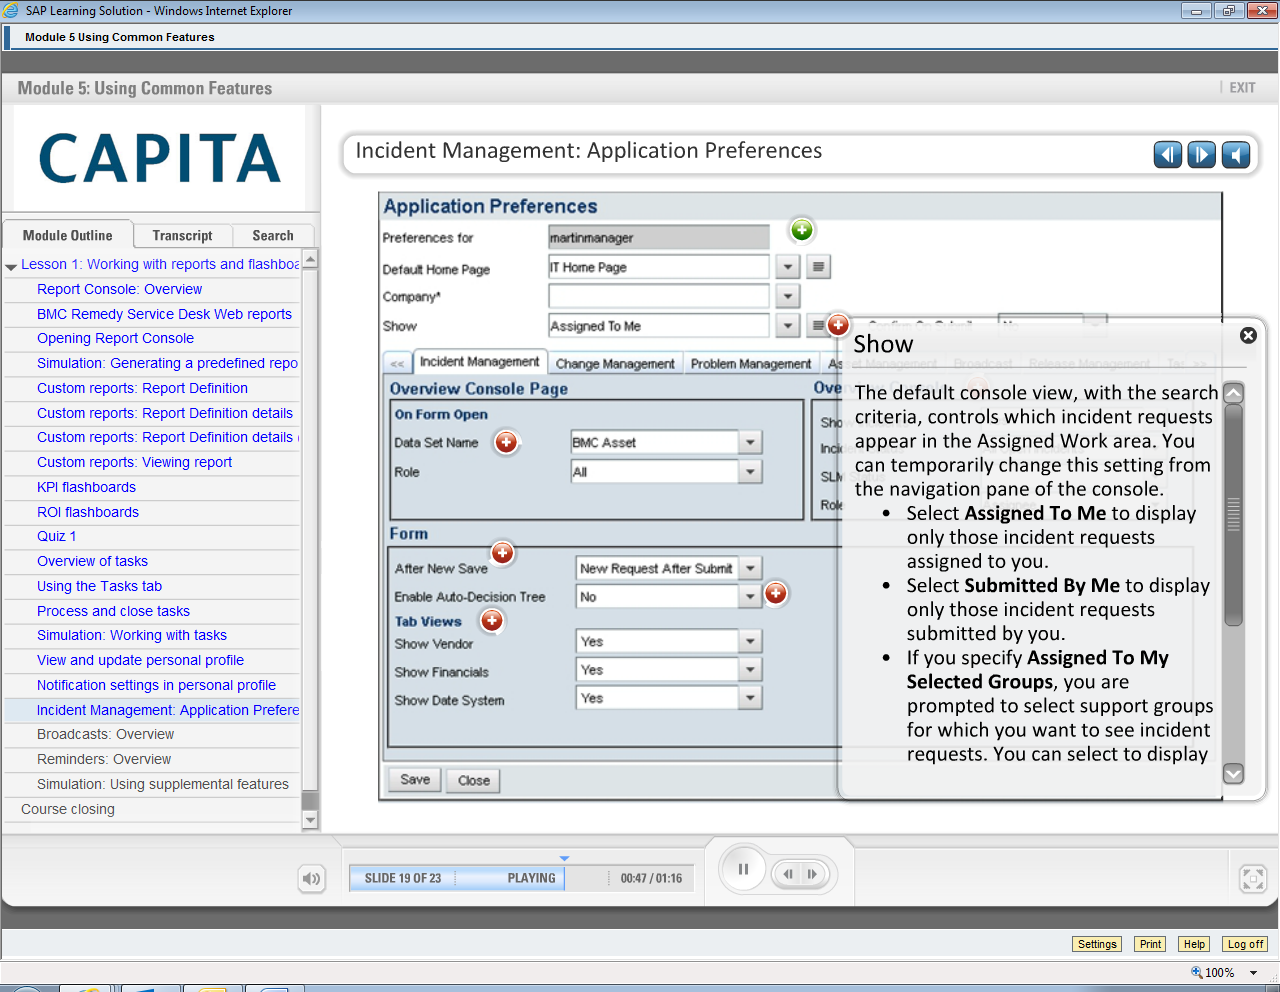 SAP Learning Solution - Windows Internet Explorer
Module 5 Using Common Features
Module 5: Using Common Features
EXIT
CAPITA
Incident Management: Application Preferences
Module Outline
Transcript
Search
Lesson 1: Working with reports and flashboa
Report Console: Overview
BMC Remedy Service Desk Web reports
Opening Report Console
Simulation: Generating a predefined repo
Custom reports: Report Definition
Custom reports: Report Definition details
Custom reports: Report Definition details (
Custom reports: Viewing report
KPI flashboards
ROI flashboards
Quiz 1
Overview of tasks
Using the Tasks tab
Process and close tasks
Simulation: Working with tasks
View and update personal profile
Notification settings in personal profile
Incident Management: Application Prefere
Broadcasts: Overview
Reminders: Overview
Simulation: Using supplemental features
Course closing
Application Preferences
Preferences for
martinmanager
Default Home Page
IT Home Page
Company*
Show
Assigned To Me
Confirm On Submit
No
<<
Incident Management
Change Management
Problem Management
Asset Management
Broadcast
Release Management
>>
Overview Console Page
On Form Open
Data Set Name
BMC Asset
Role
All
SLM Status
Role
Form
After New Save
New Request After Submit
Enable Auto-Decision Tree
No
Tab Views
Show Vendor
Yes
Show Financials
Yes
Show Date System
Yes
Save
Close
Show
The default console view, with the search
criteria, controls which incident requests
appear in the Assigned Work area. You
can temporarily change this setting from
the navigation pane of the console.
• Select Assigned To Me to display
only those incident requests
assigned to you.
• Select Submitted By Me to display
only those incident requests
submitted by you.
• If you specify Assigned To My
Selected Groups, you are
prompted to select support groups
for which you want to see incident
requests. You can select to display
SLIDE 19 OF 23
PLAYING
00:47 / 01:16
Settings
Print
Help
Log off
100%